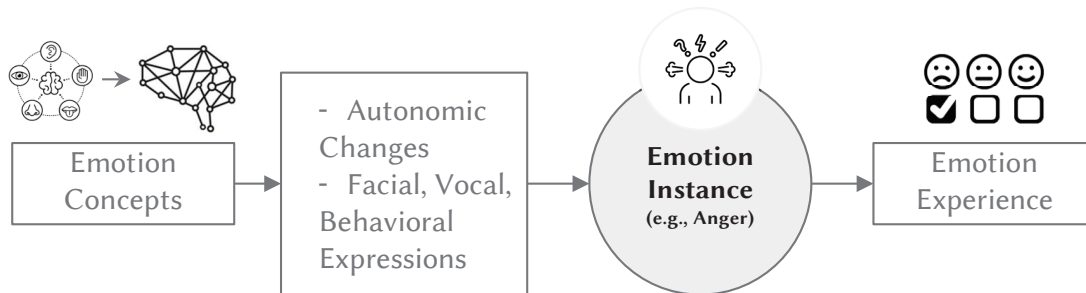 Emotion
Concepts
- Autonomic
Changes
- Facial, Vocal,
Behavioral
Expressions
Emotion
Instance
(e.g., Anger)
Emotion
Experience